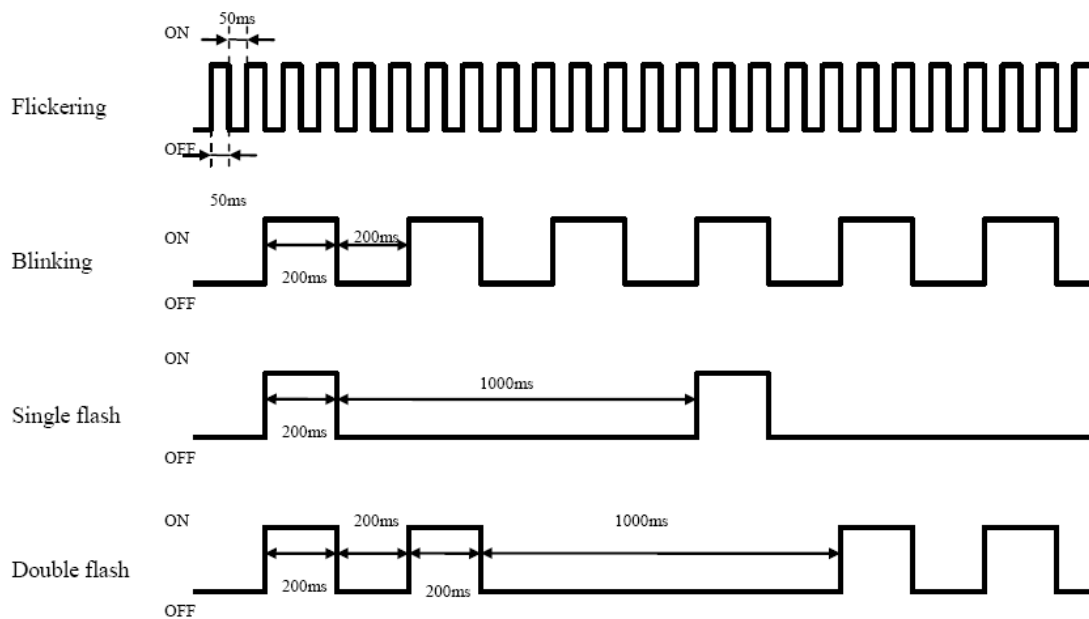 50ms
ON
Flickering
OFF
50ms
ON
200ms
Blinking
200ms
OFF
ON
1000ms
Single flash
200ms
OFF
ON
200ms
1000ms
Double flash
200ms
200ms
OFF